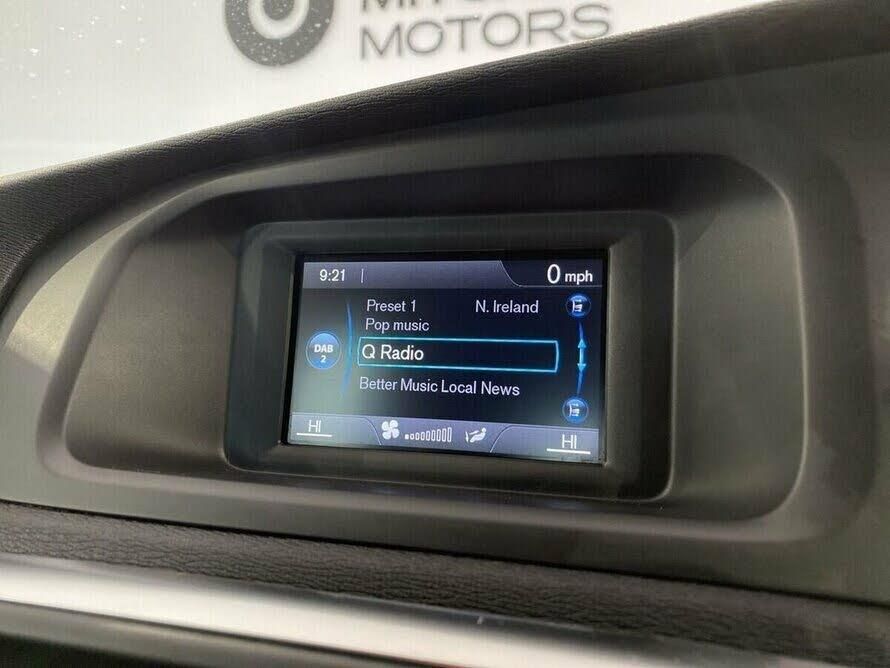 MOTORS
9:21
0 mph
Preset 1
N. Ireland
Pop music
DAB
2
Q Radio
Better Music Local News
HI
HI